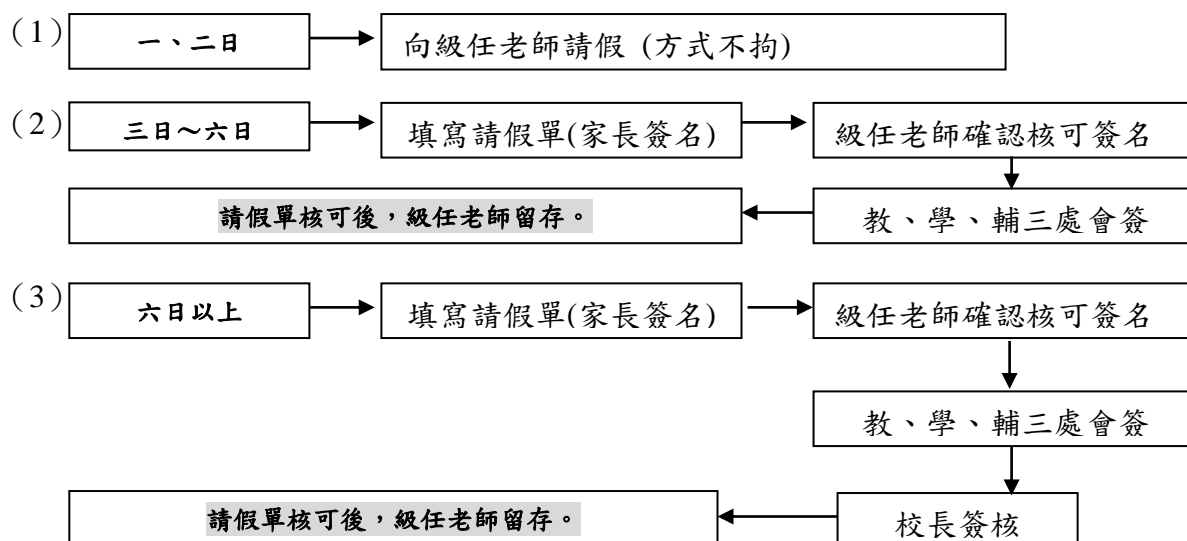 (1) 一、二日 向級任老師請假 (方式不拘)
(2) 三日～六日 填寫請假單(家長簽名) 級任老師確認核可簽名
教、學、輔三處會簽
請假單核可後，級任老師留存。
(3) 六日以上 填寫請假單(家長簽名) 級任老師確認核可簽名
教、學、輔三處會簽
校長簽核
請假單核可後，級任老師留存。